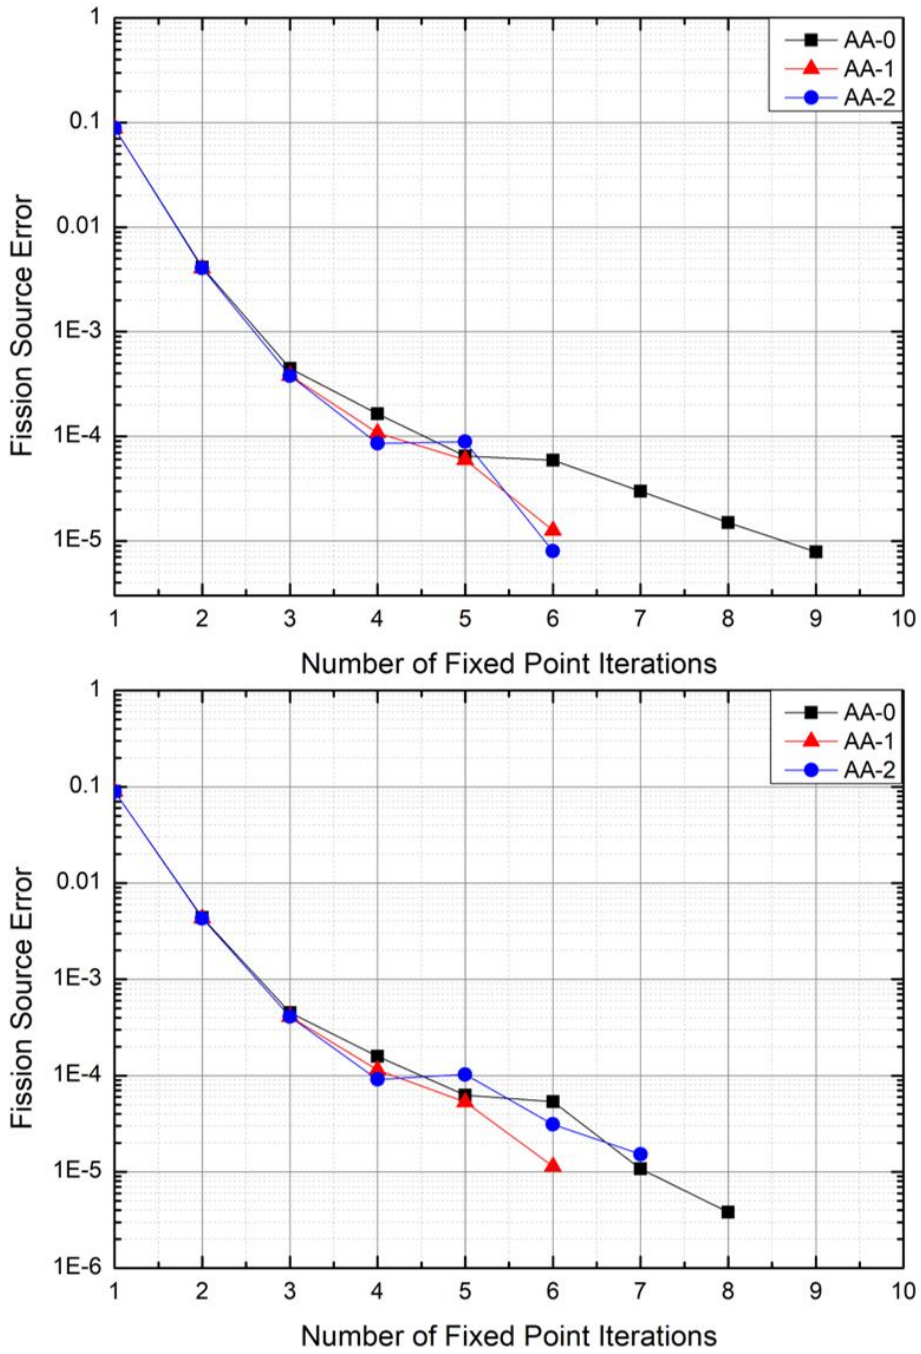 1
0.1
0.01
1E-3
1E-4
1E-5
Fission Source Error
AA-0
AA-1
AA-2
1 2 3 4 5 6 7 8 9 10
Number of Fixed Point Iterations
1
0.1
0.01
1E-3
1E-4
1E-5
1E-6
Fission Source Error
AA-0
AA-1
AA-2
1 2 3 4 5 6 7 8 9 10
Number of Fixed Point Iterations